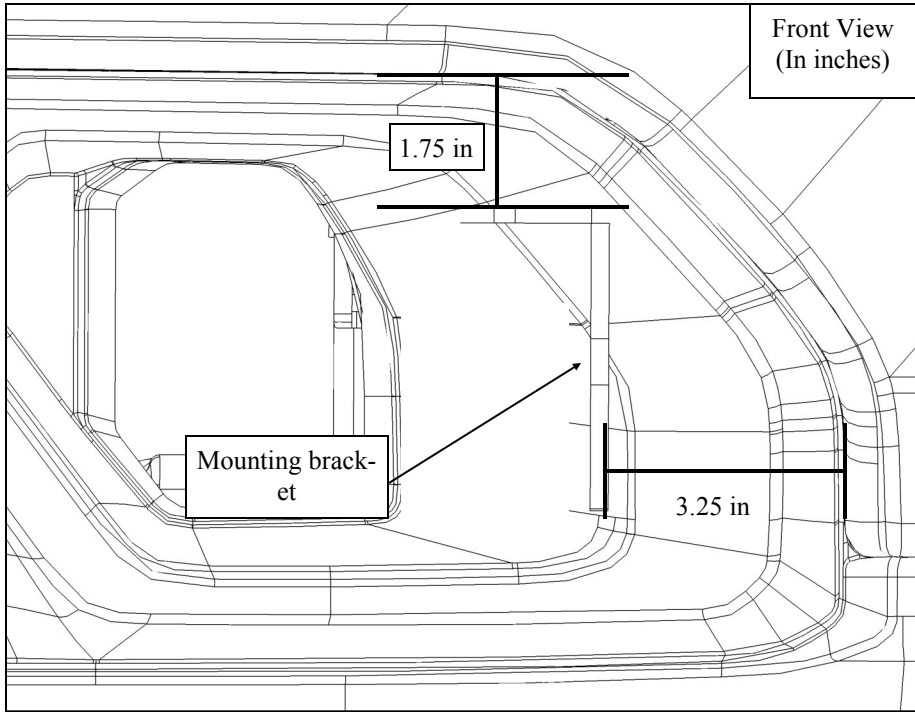 Front View
(In inches)
1.75 in
Mounting brack-
et
3.25 in